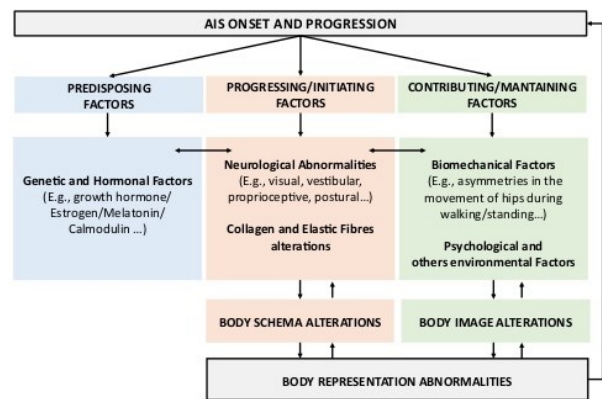 AIS ONSET AND PROGRESSION
PREDISPOSING
FACTORS
PROGRESSING/INITIATING
FACTORS
CONTRIBUTING/MANTAINING
FACTORS
Genetic and Hormonal Factors
(E.g., growth hormone/
Estrogen/Melatonin/
Calmodulin ...)
Neurological Abnormalities
(E.g., visual, vestibular,
proprioceptive, postural...)
Collagen and Elastic Fibres
alterations
Biomechanical Factors
(E.g., asymmetries in the
movement of hips during
walking/standing...)
Psychological and
others environmental Factors
BODY SCHEMA ALTERATIONS
BODY IMAGE ALTERATIONS
BODY REPRESENTATION ABNORMALITIES